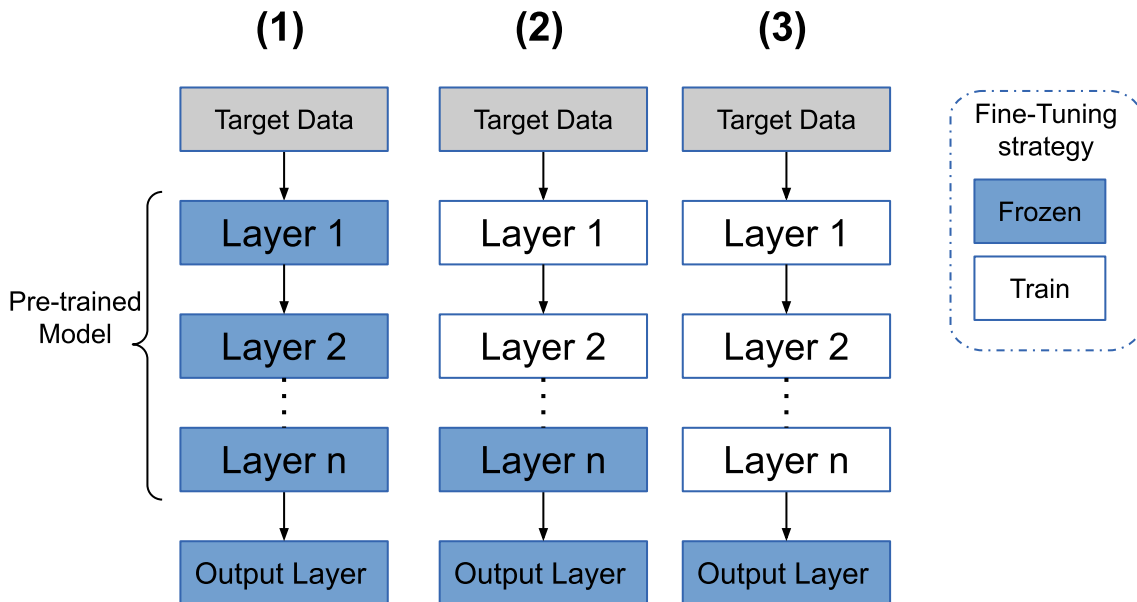 (1)
(2)
(3)
Target Data
Target Data
Target Data
Fine-Tuning
strategy
Frozen
Train
Pre-trained
Model
Layer 1
Layer 1
Layer 1
Layer 2
Layer 2
Layer 2
Layer n
Layer n
Layer n
Output Layer
Output Layer
Output Layer